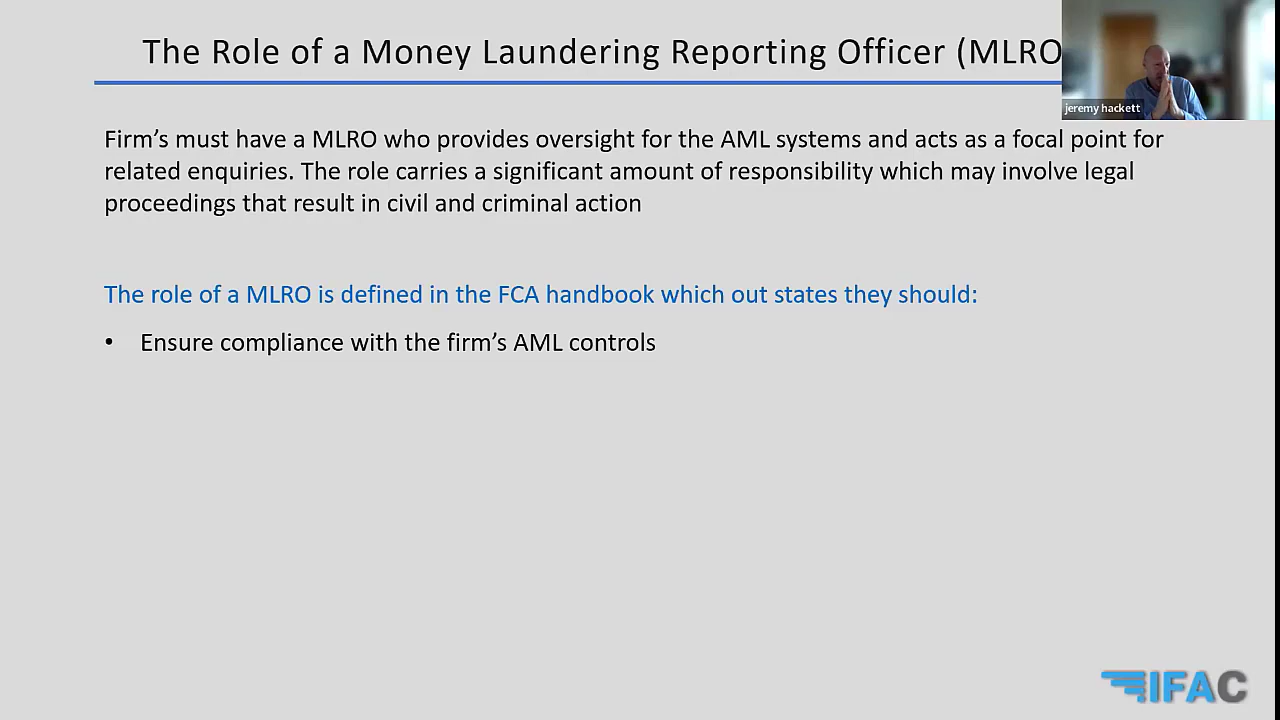 The Role of a Money Laundering Reporting Officer (MLRO
jeremy hackett
Firm’s must have a MLRO who provides oversight for the AML systems and acts as a focal point for
related enquiries. The role carries a significant amount of responsibility which may involve legal
proceedings that result in civil and criminal action
The role of a MLRO is defined in the FCA handbook which out states they should:
• Ensure compliance with the firm’s AML controls
IFAC